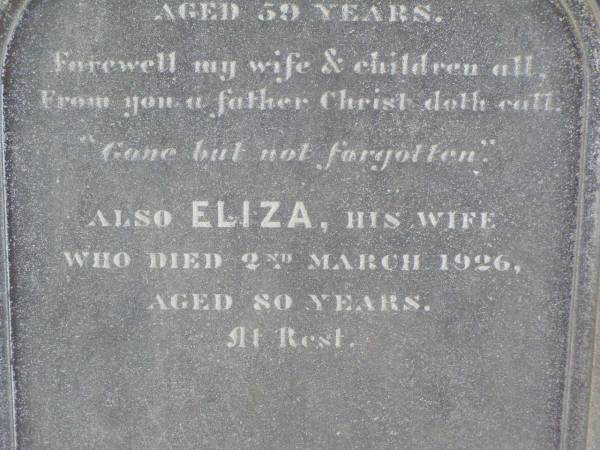 AGED 59 YEARS.
Farewell my wife & children all,
From you a father Christ doth call.
"Gone but not forgotten".
ALSO ELIZA, HIS WIFE
WHO DIED 2ND MARCH 1926,
AGED 80 YEARS.
At Rest.